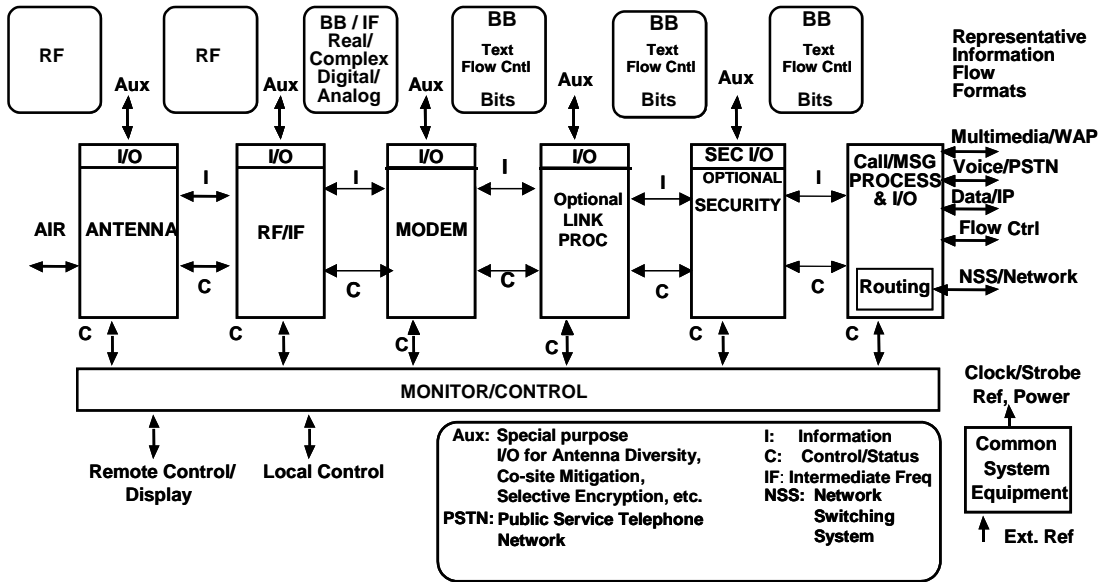 RF
RF
BB / IF
Real/
Complex
Digital/
Analog
BB
Text
Flow Cntl
Bits
BB
Text
Flow Cntl
Bits
BB
Text
Flow Cntl
Bits
Representative
Information
Flow
Formats
Aux
Aux
Aux
Aux
Aux
I/O
I/O
I/O
I/O
SEC I/O
ANTENNA
RF/IF
MODEM
Optional
LINK
PROC
OPTIONAL
SECURITY
Call/MSG
PROCESS
& I/O
Routing
AIR
I
I
I
I
I
C
C
C
C
C
Multimedia/WAP
Voice/PSTN
Data/IP
Flow Ctrl
NSS/Network
C
C
C
C
C
C
MONITOR/CONTROL
Remote Control/
Display
Local Control
Aux: Special purpose
I/O for Antenna Diversity,
Co-site Mitigation,
Selective Encryption, etc.
PSTN: Public Service Telephone
Network
I: Information
C: Control/Status
IF: Intermediate Freq
NSS: Network
Switching
System
Clock/Strobe
Ref, Power
Common
System
Equipment
Ext. Ref